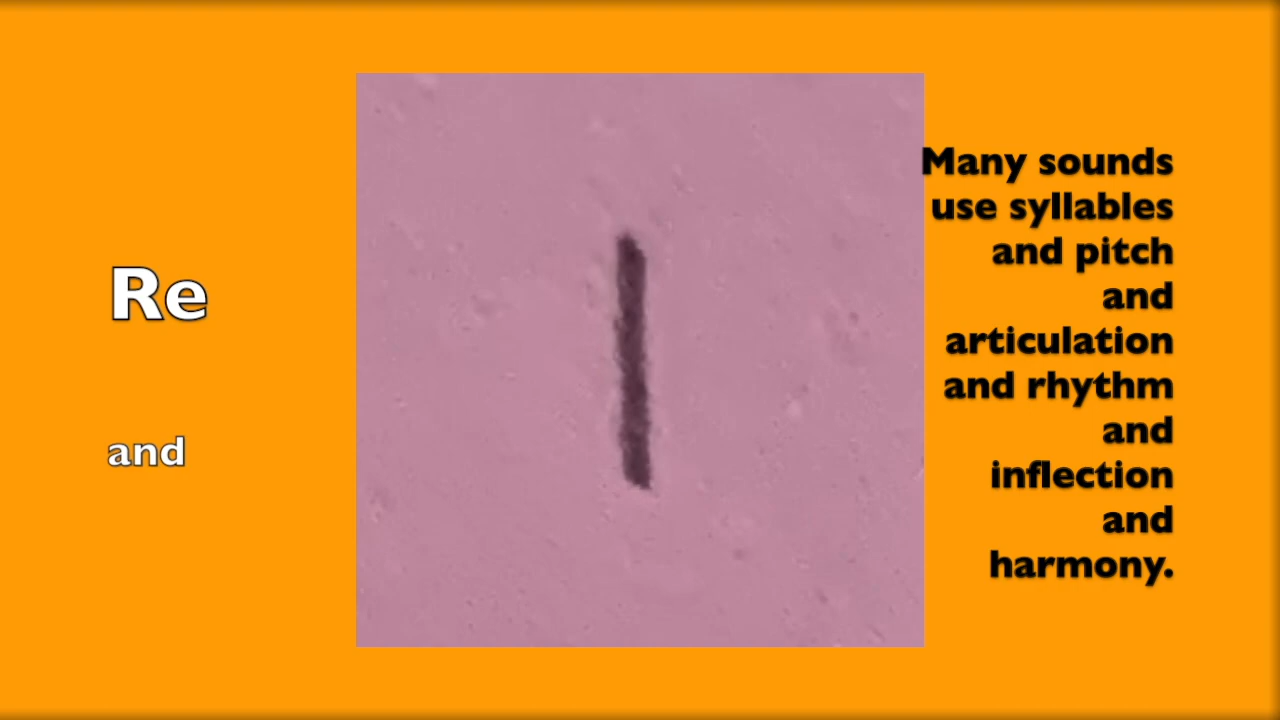 Re
and
Many sounds
use syllables
and pitch
and
articulation
and rhythm
and
inflection
and
harmony.